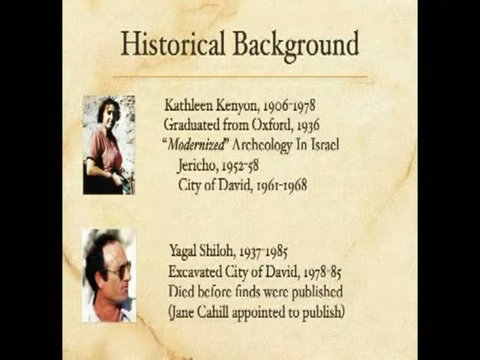 Historical Background
Kathleen Kenyon, 1906-1978
Graduated from Oxford, 1936
"Modernized" Archeology In Israel
Jericho, 1952-58
City of David, 1961-1968
Yagal Shiloh, 1937-1985
Excavated City of David, 1978-85
Died before finds were published
(Jane Cahill appointed to publish)